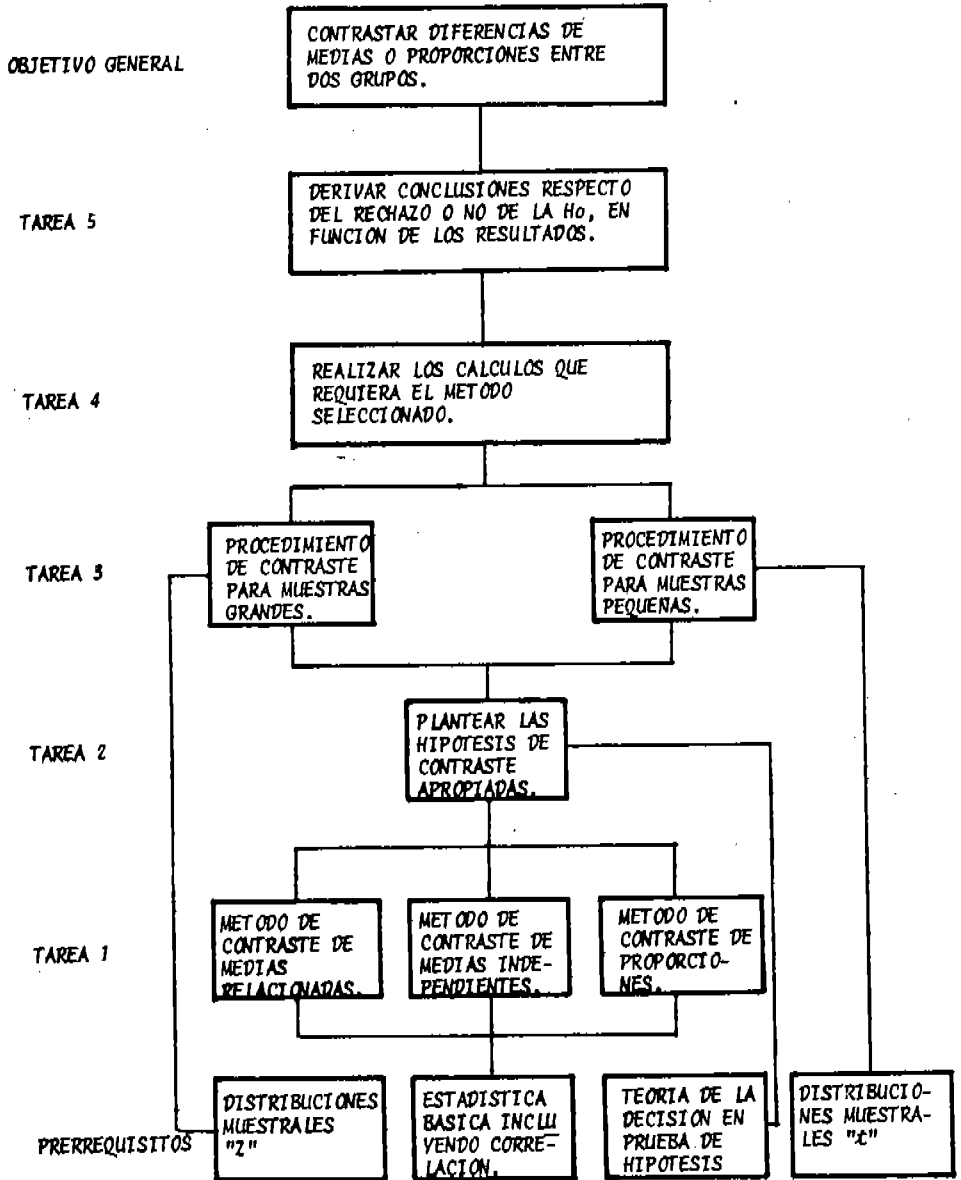 OBJETIVO GENERAL
CONTRASTAR DIFERENCIAS DE
MEDIAS O PROPORCIONES ENTRE
DOS GRUPOS.
TAREA 5
DERIVAR CONCLUSIONES RESPECTO
DEL RECHAZO O NO DE LA Ho, EN
FUNCION DE LOS RESULTADOS.
TAREA 4
REALIZAR LOS CALCULOS QUE
REQUIERA EL METODO
SELECCIONADO.
TAREA 3
PROCEDIMIENTO
DE CONTRASTE
PARA MUESTRAS
GRANDES.
PROCEDIMIENTO
DE CONTRASTE
PARA MUESTRAS
PEQUEÑAS.
TAREA 2
PLANTEAR LAS
HIPOTESIS DE
CONTRASTE
APROPIADAS.
TAREA 1
METODO DE
CONTRASTE DE
MEDIAS
RELACIONADAS.
METODO DE
CONTRASTE DE
MEDIAS INDE-
PENDIENTES.
METODO DE
CONTRASTE DE
PROPORCIO-
NES.
PRERREQUISITOS
DISTRIBUCIONES
MUESTRALES
"Z"
ESTADISTICA
BASICA INCLU
YENDO CORRE-
LACION.
TEORIA DE LA
DECISION EN
PRUEBA DE
HIPOTESIS
DISTRIBUCIO-
NES MUESTRA-
LES "t"